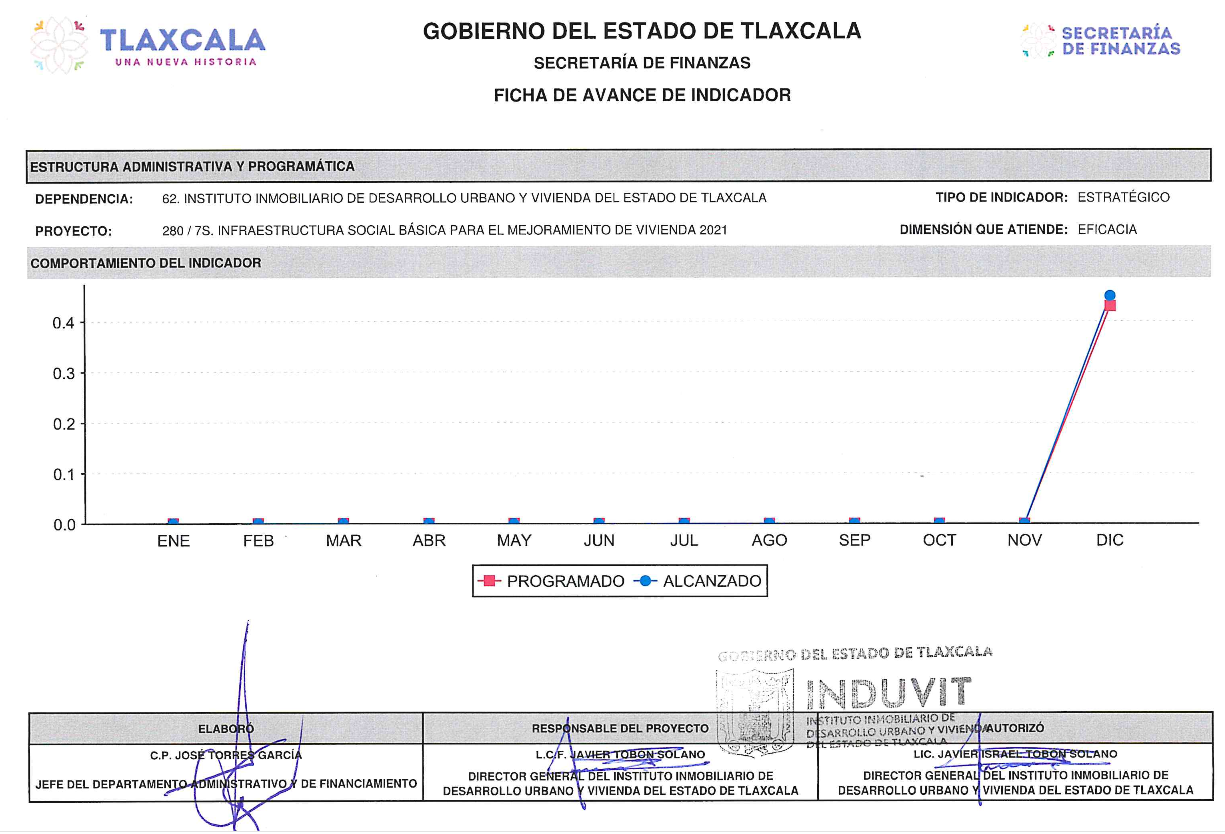 TLAXCALA
UNA NUEVA HISTORIA
GOBIERNO DEL ESTADO DE TLAXCALA
SECRETARÍA DE FINANZAS
FICHA DE AVANCE DE INDICADOR
SECRETARÍA
DE FINANZAS
ESTRUCTURA ADMINISTRATIVA Y PROGRAMÁTICA
DEPENDENCIA: 62. INSTITUTO INMOBILIARIO DE DESARROLLO URBANO Y VIVIENDA DEL ESTADO DE TLAXCALA TIPO DE INDICADOR: ESTRATÉGICO
PROYECTO: 280 / 7S. INFRAESTRUCTURA SOCIAL BÁSICA PARA EL MEJORAMIENTO DE VIVIENDA 2021 DIMENSIÓN QUE ATIENDE: EFICACIA
COMPORTAMIENTO DEL INDICADOR
0.4
0.3
0.2
0.1
0.0
ENE FEB MAR ABR MAY JUN JUL AGO SEP OCT NOV DIC
PROGRAMADO ALCANZADO
GOBIERNO DEL ESTADO DE TLAXCALA
INDUVIT
INSTITUTO INMOBILIARIO DE
DESARROLLO URBANO Y VIVIENDA
DEL ESTADO DE TLAXCALA
ELABORÓ
C.P. JOSÉ TORRES GARCÍA
JEFE DEL DEPARTAMENTO ADMINISTRATIVO Y DE FINANCIAMIENTO
RESPONSABLE DEL PROYECTO
L.C.F. JAVIER TOBON SOLANO
DIRECTOR GENERAL DEL INSTITUTO INMOBILIARIO DE
DESARROLLO URBANO Y VIVIENDA DEL ESTADO DE TLAXCALA
AUTORIZÓ
LIC. JAVIER ISRAEL TOBON SOLANO
DIRECTOR GENERAL DEL INSTITUTO INMOBILIARIO DE
DESARROLLO URBANO Y VIVIENDA DEL ESTADO DE TLAXCALA